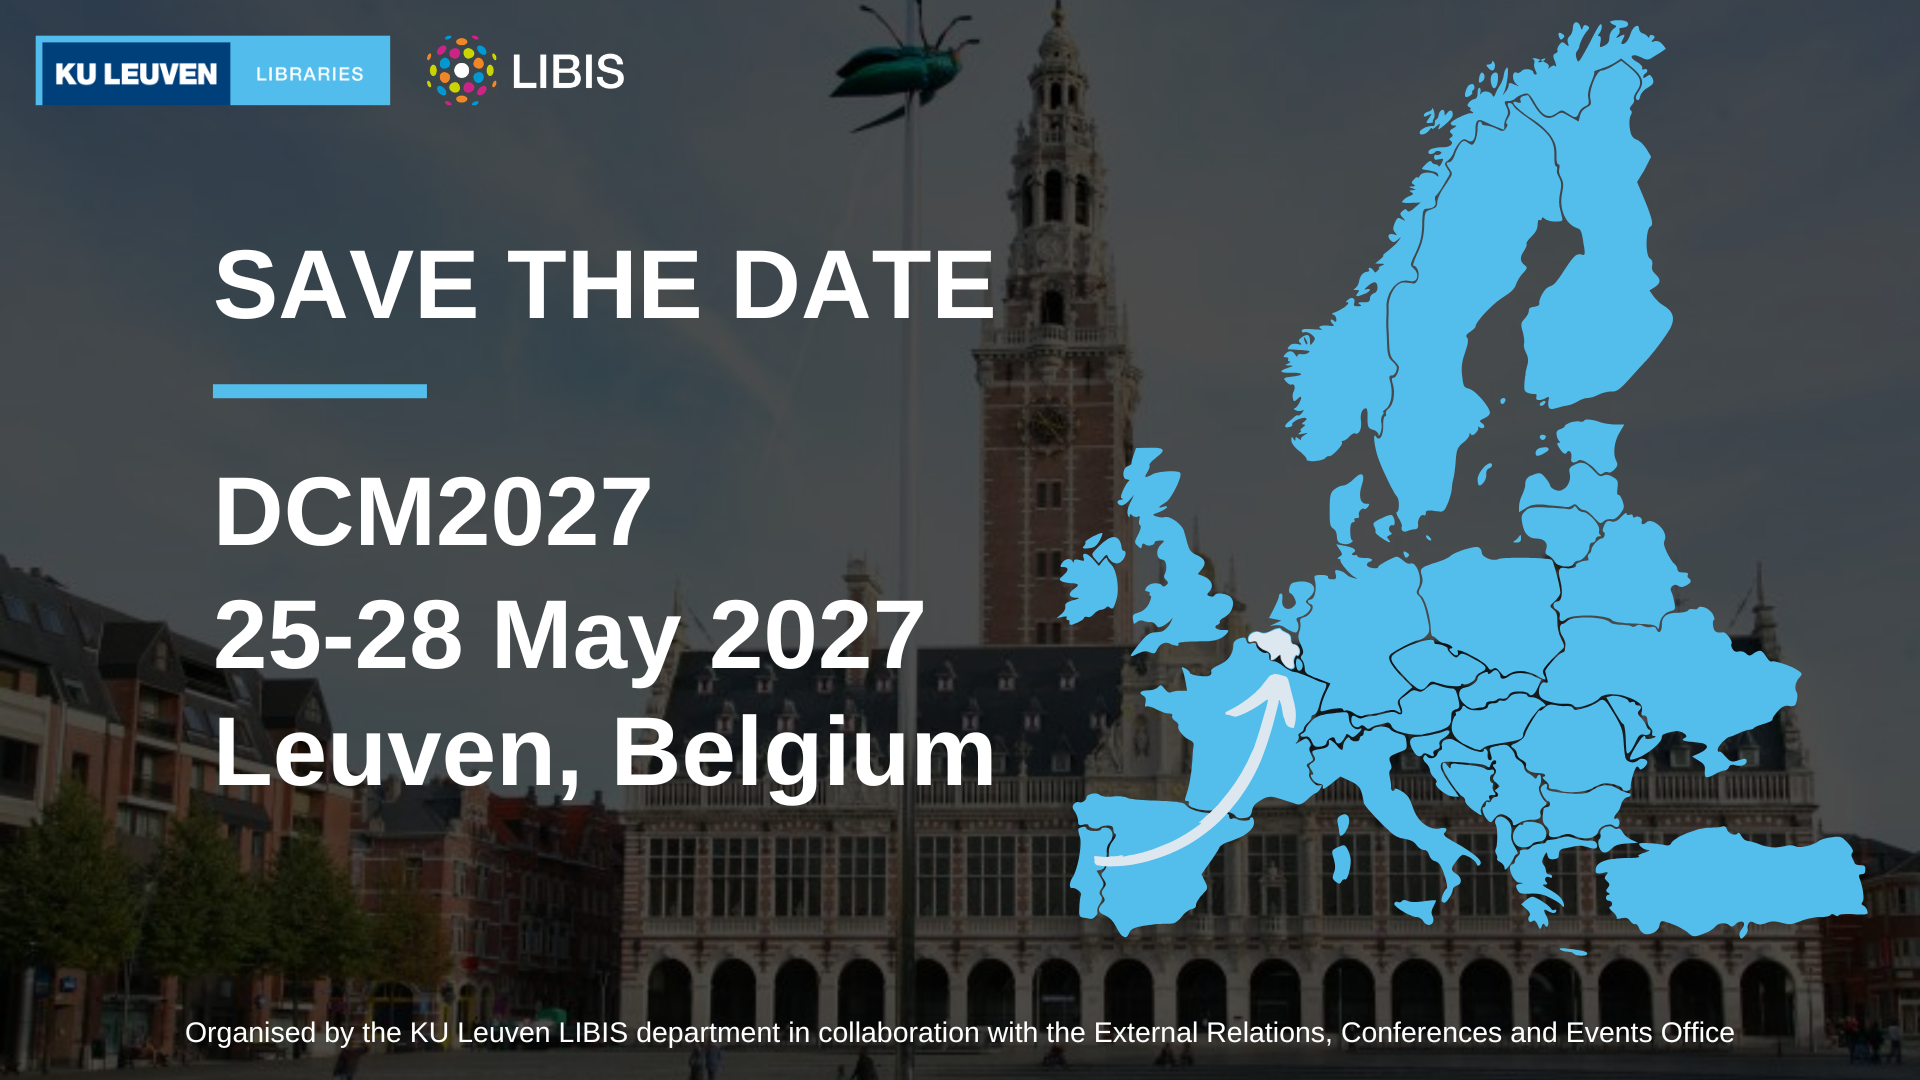 KU LEUVEN LIBRARIES LIBIS
SAVE THE DATE
DCM2027
25-28 May 2027
Leuven, Belgium
Organised by the KU Leuven LIBIS department in collaboration with the External Relations, Conferences and Events Office